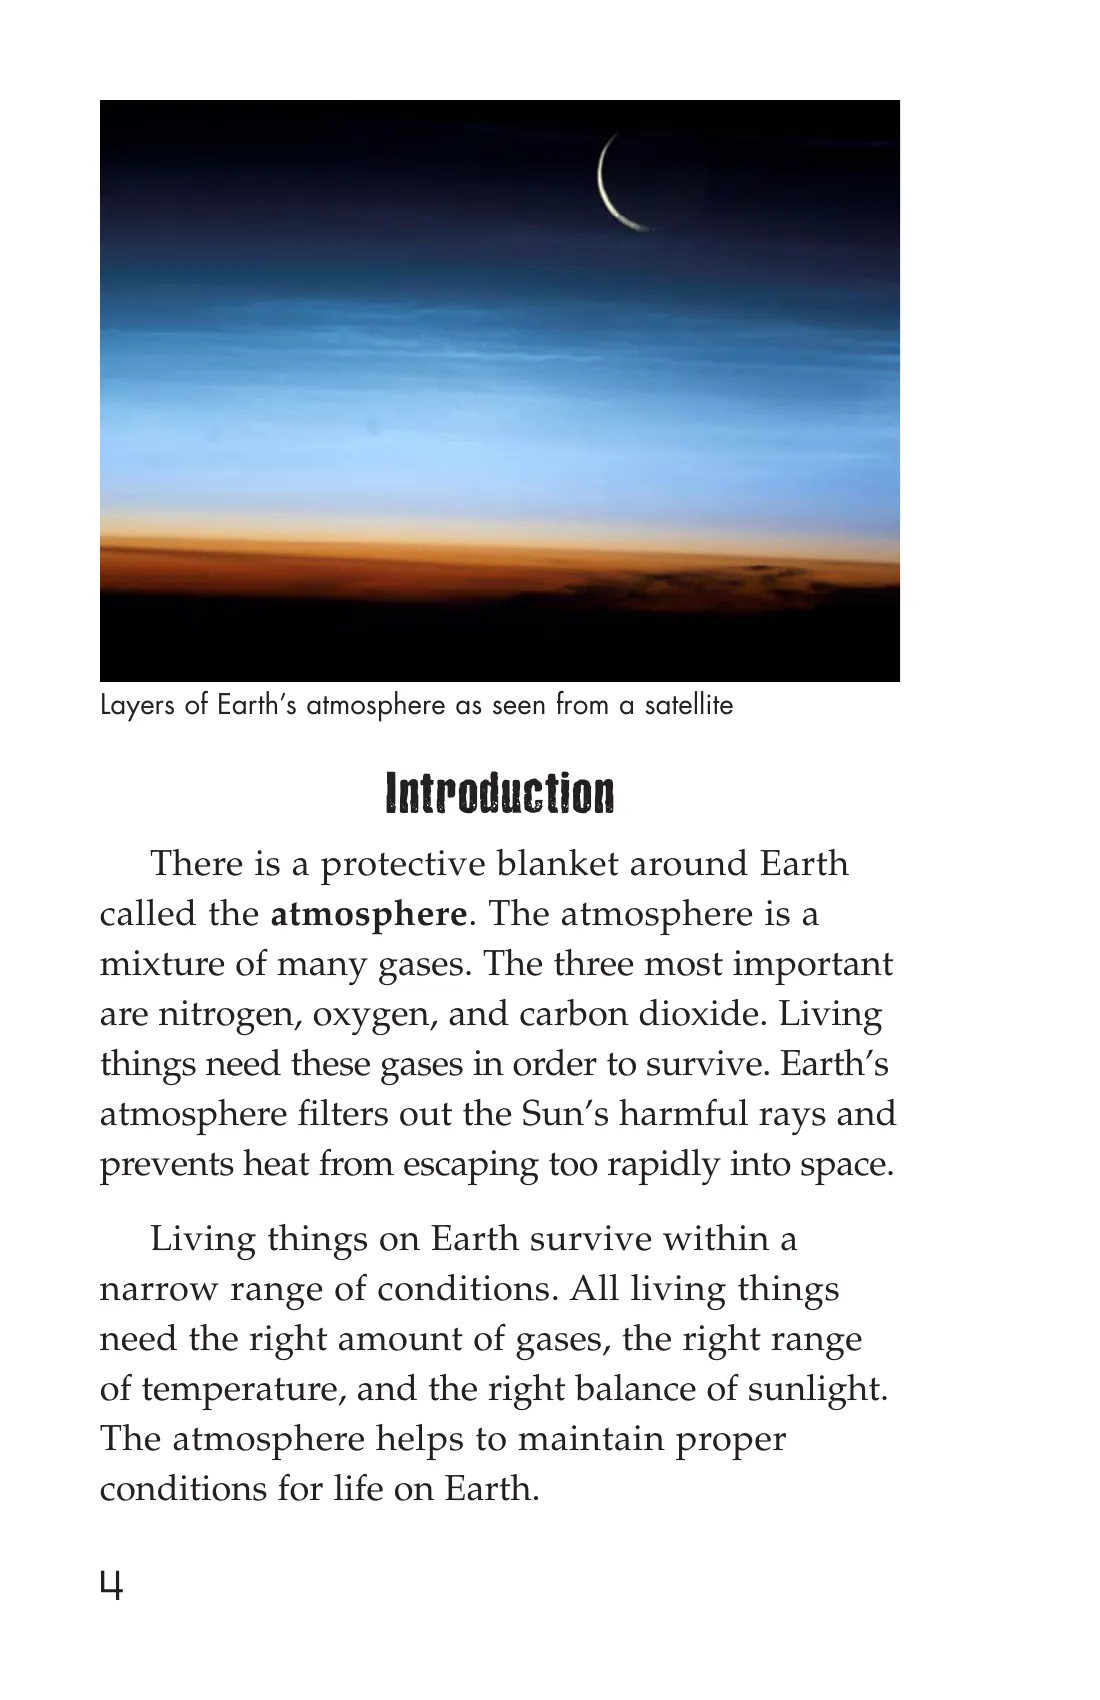 Layers of Earth’s atmosphere as seen from a satellite
Introduction
There is a protective blanket around Earth
called the atmosphere. The atmosphere is a
mixture of many gases. The three most important
are nitrogen, oxygen, and carbon dioxide. Living
things need these gases in order to survive. Earth’s
atmosphere filters out the Sun’s harmful rays and
prevents heat from escaping too rapidly into space.
Living things on Earth survive within a
narrow range of conditions. All living things
need the right amount of gases, the right range
of temperature, and the right balance of sunlight.
The atmosphere helps to maintain proper
conditions for life on Earth.
4